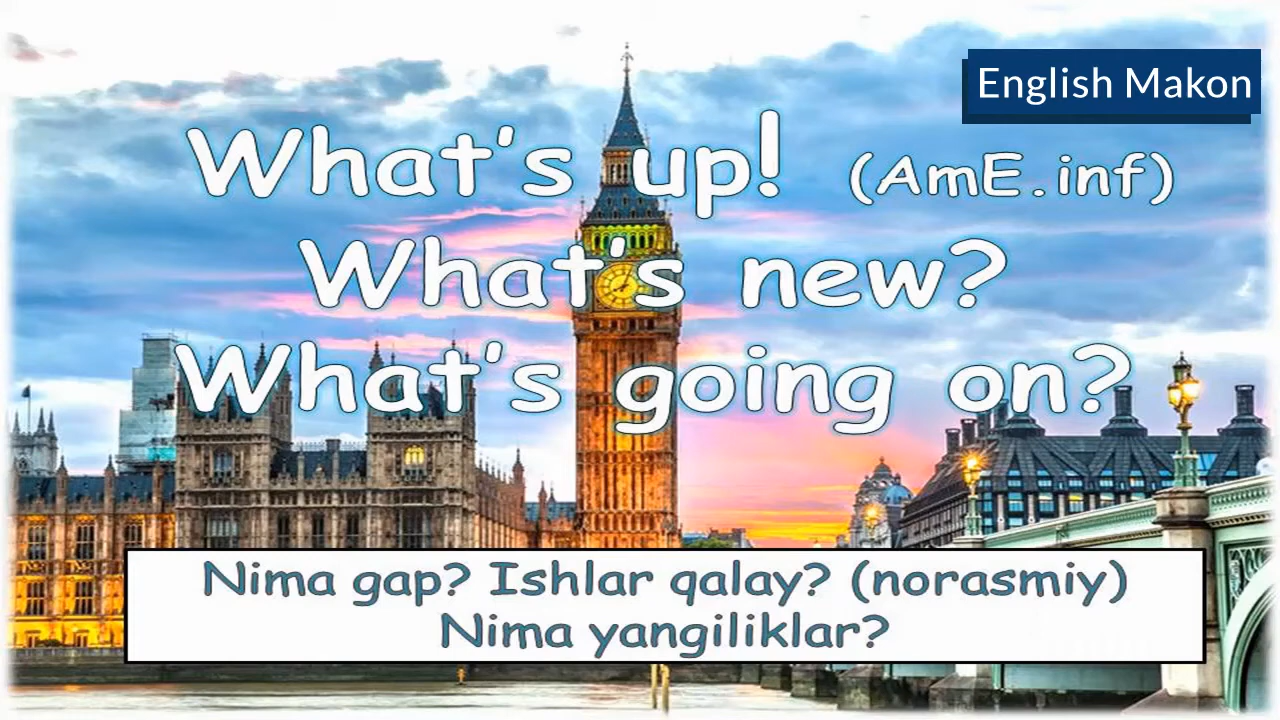 English Makon
What's up! (AmE.inf)
What's new?
What's going on?
Nima gap? Ishlar qalay? (norasmiy)
Nima yangiliklar?